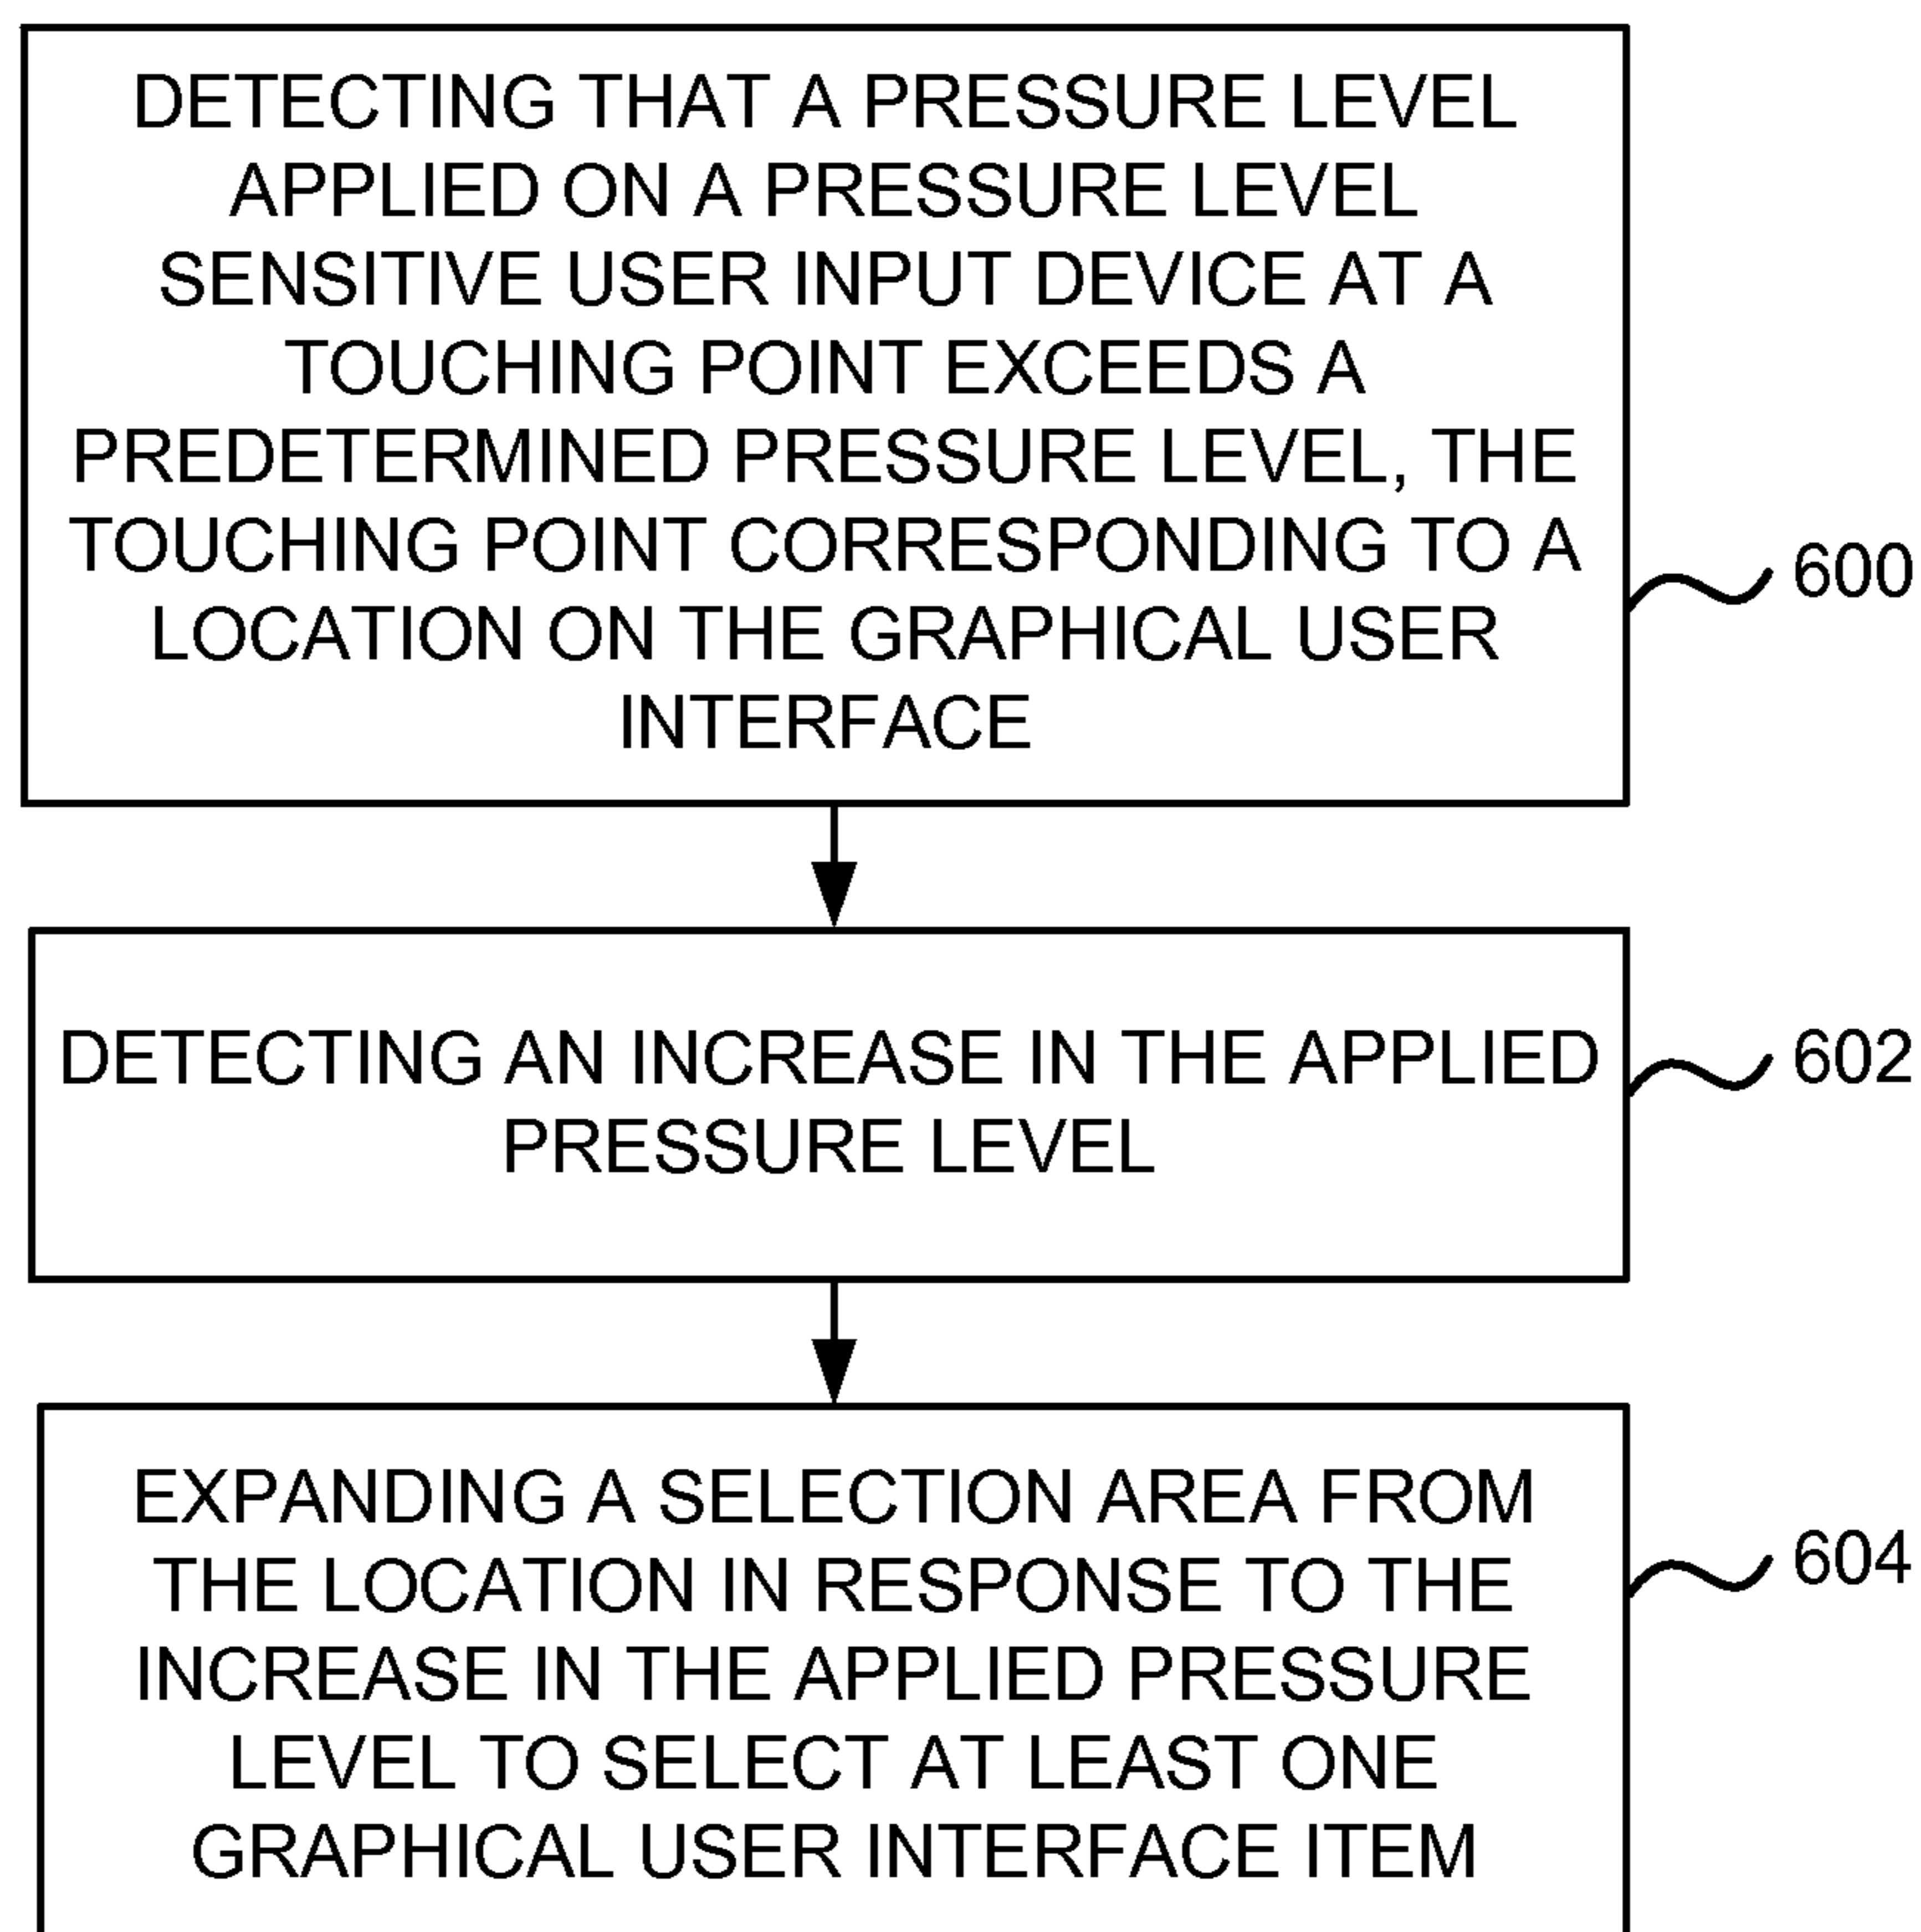 DETECTING THAT A PRESSURE LEVEL
APPLIED ON A PRESSURE LEVEL
SENSITIVE USER INPUT DEVICE AT A
TOUCHING POINT EXCEEDS A
PREDETERMINED PRESSURE LEVEL, THE
TOUCHING POINT CORRESPONDING TO A
LOCATION ON THE GRAPHICAL USER
INTERFACE
600
DETECTING AN INCREASE IN THE APPLIED
PRESSURE LEVEL
602
EXPANDING A SELECTION AREA FROM
THE LOCATION IN RESPONSE TO THE
INCREASE IN THE APPLIED PRESSURE
LEVEL TO SELECT AT LEAST ONE
GRAPHICAL USER INTERFACE ITEM
604